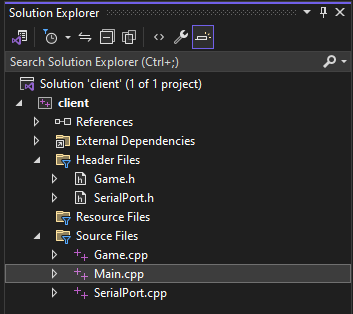 Solution Explorer
Search Solution Explorer (Ctrl+;)
Solution 'client' (1 of 1 project)
client
References
External Dependencies
Header Files
Game.h
SerialPort.h
Resource Files
Source Files
Game.cpp
Main.cpp
SerialPort.cpp